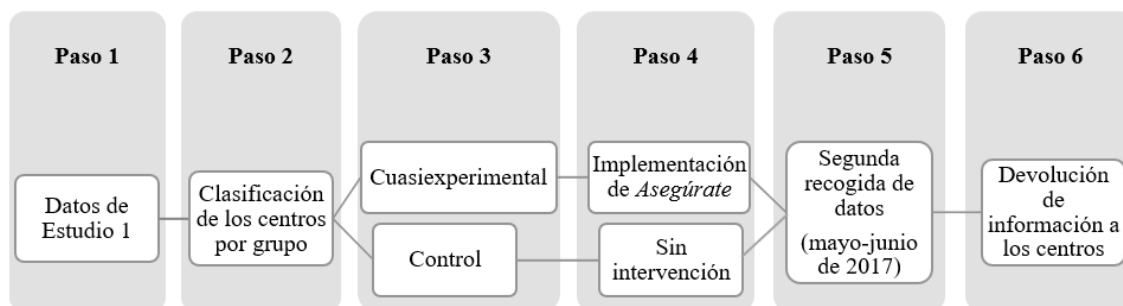 Paso 1
Paso 2
Paso 3
Paso 4
Paso 5
Paso 6
Datos de
Estudio 1
Clasificación
de los centros
por grupo
Cuasiexperimental
Control
Implementación
de Asegúrate
Sin
intervención
Segunda
recogida de
datos
(mayo-junio
de 2017)
Devolución
de
información a
los centros